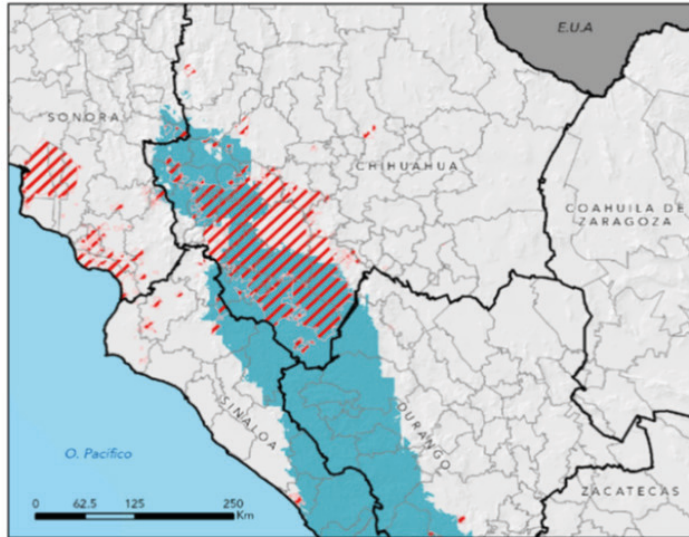 E.U.A
SONORA
CHIHUAHUA
COAHUILA DE
ZARAGOZA
SINALOA
DURANGO
O. Pacífico
ZACATECAS
0 62.5 125 250
Km